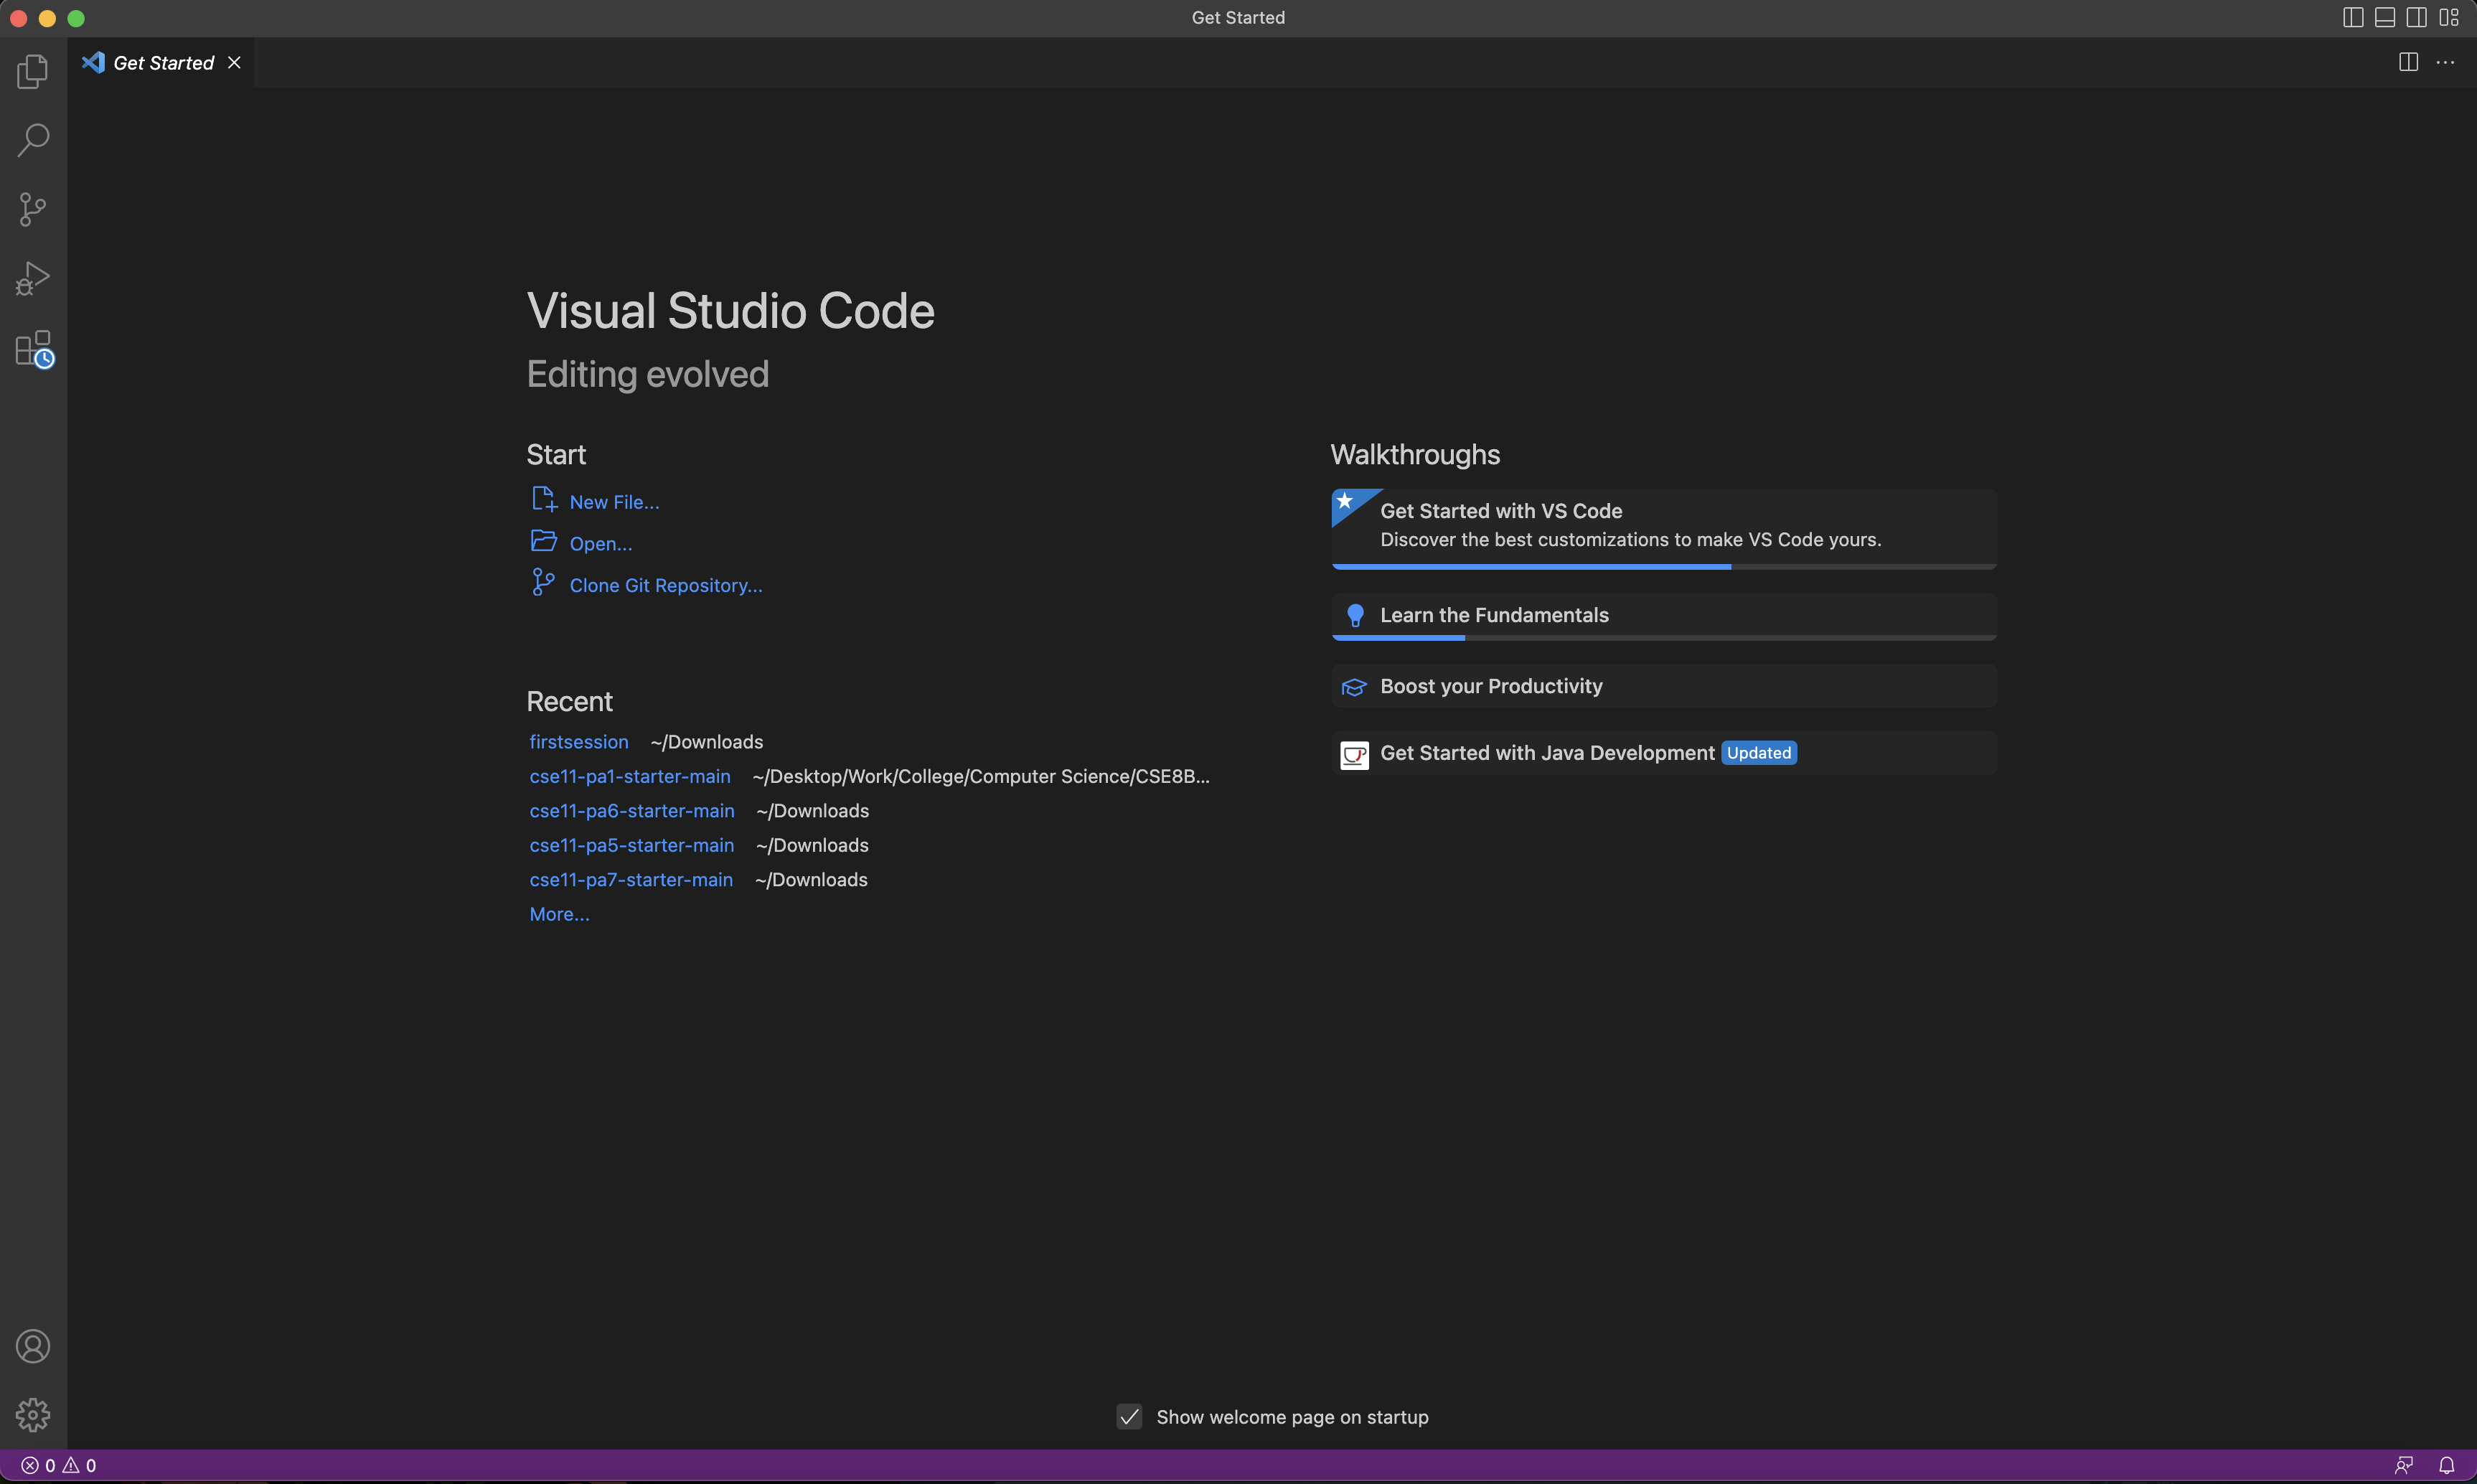 Get Started
Get Started
Visual Studio Code
Editing evolved
Start
New File...
Open...
Clone Git Repository...
Recent
firstsession ~/Downloads
cse11-pa1-starter-main ~/Desktop/Work/College/Computer Science/CSE8B...
cse11-pa6-starter-main ~/Downloads
cse11-pa5-starter-main ~/Downloads
cse11-pa7-starter-main ~/Downloads
More...
Walkthroughs
Get Started with VS Code
Discover the best customizations to make VS Code yours.
Learn the Fundamentals
Boost your Productivity
Get Started with Java Development Updated
Show welcome page on startup
0 0